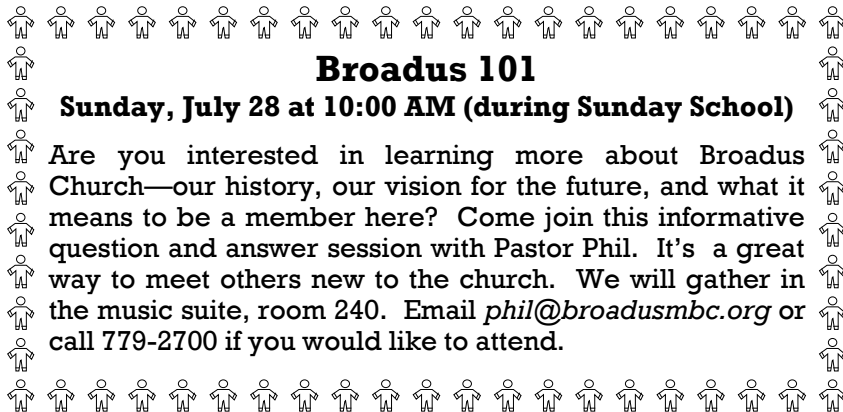 Broadus 101
Sunday, July 28 at 10:00 AM (during Sunday School)
Are you interested in learning more about Broadus
Church—our history, our vision for the future, and what it
means to be a member here? Come join this informative
question and answer session with Pastor Phil. It's a great
way to meet others new to the church. We will gather in
the music suite, room 240. Email phil@broadusmbc.org or
call 779-2700 if you would like to attend.